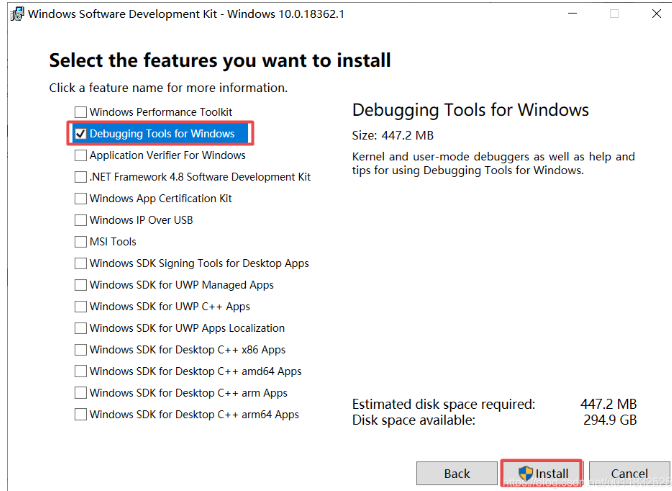 Windows Software Development Kit - Windows 10.0.18362.1
Select the features you want to install
Click a feature name for more information.
Windows Performance Toolkit
Debugging Tools for Windows
Application Verifier For Windows
.NET Framework 4.8 Software Development Kit
Windows App Certification Kit
Windows IP Over USB
MSI Tools
Windows SDK Signing Tools for Desktop Apps
Windows SDK for UWP Managed Apps
Windows SDK for UWP C++ Apps
Windows SDK for UWP Apps Localization
Windows SDK for Desktop C++ x86 Apps
Windows SDK for Desktop C++ amd64 Apps
Windows SDK for Desktop C++ arm Apps
Windows SDK for Desktop C++ arm64 Apps
Debugging Tools for Windows
Size: 447.2 MB
Kernel and user-mode debuggers as well as help and
tips for using Debugging Tools for Windows.
Estimated disk space required: 447.2 MB
Disk space available: 294.9 GB
Back
Install
Cancel